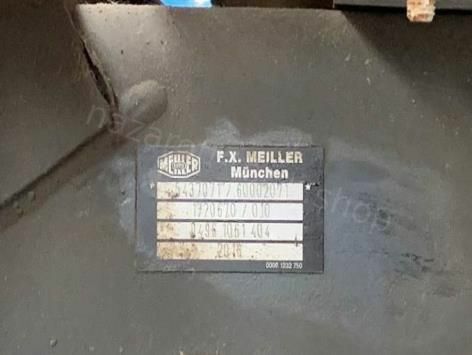 MEILLER
F.X. MEILLER
München
1920620 / 010
0496 1061 404
2016
0000 1232 750